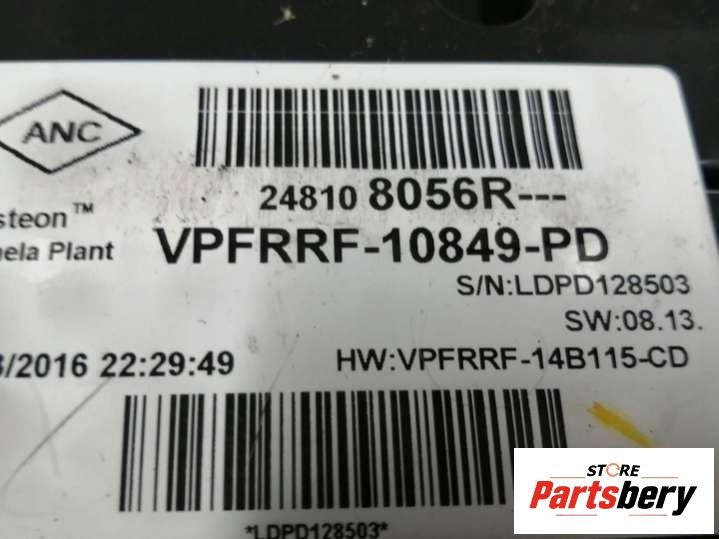 ANC
24810 8056R---
steon™
ela Plant
VPFRRF-10849-PD
S/N:LDPD128503
SW:08.13.
/2016 22:29:49
HW:VPFRRF-14B115-CD
*LDPD128503*
STORE
Partsbery